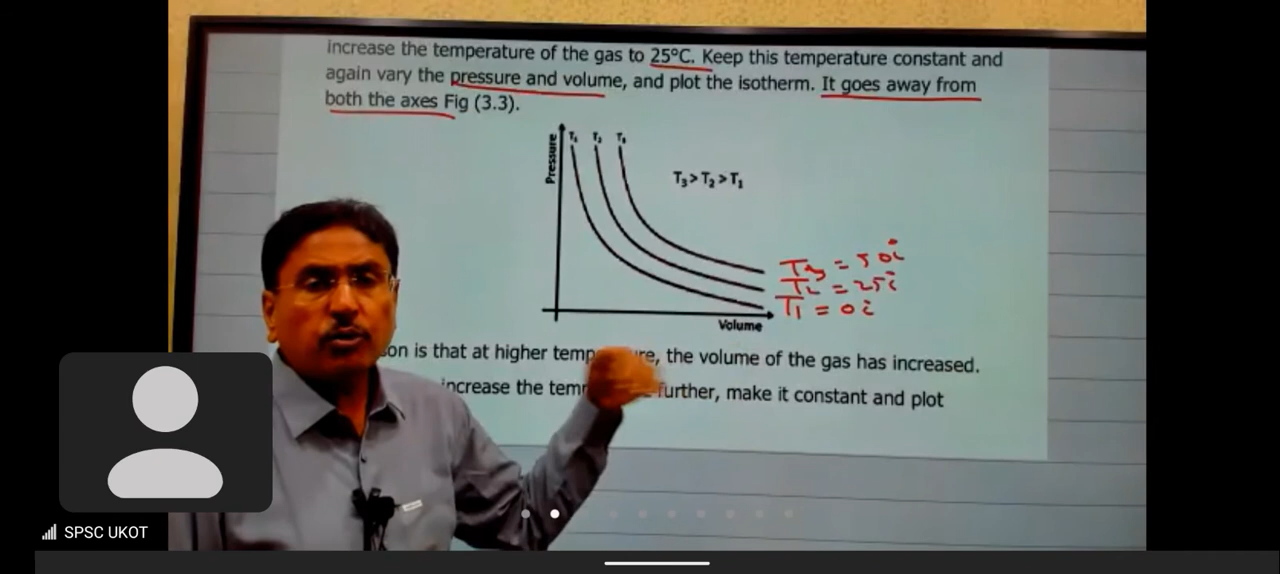 increase the temperature of the gas to 25°C. Keep this temperature constant and
again vary the pressure and volume, and plot the isotherm. It goes away from
both the axes Fig (3.3).
T₁ T₂ T₃
Pressure
T₃>T₂>T₁
T₃ = 50
T₂ = 25
T₁ = 0
Volume
on is that at higher temp re, the volume of the gas has increased.
ncrease the tem further, make it constant and plot
SPSC UKOT